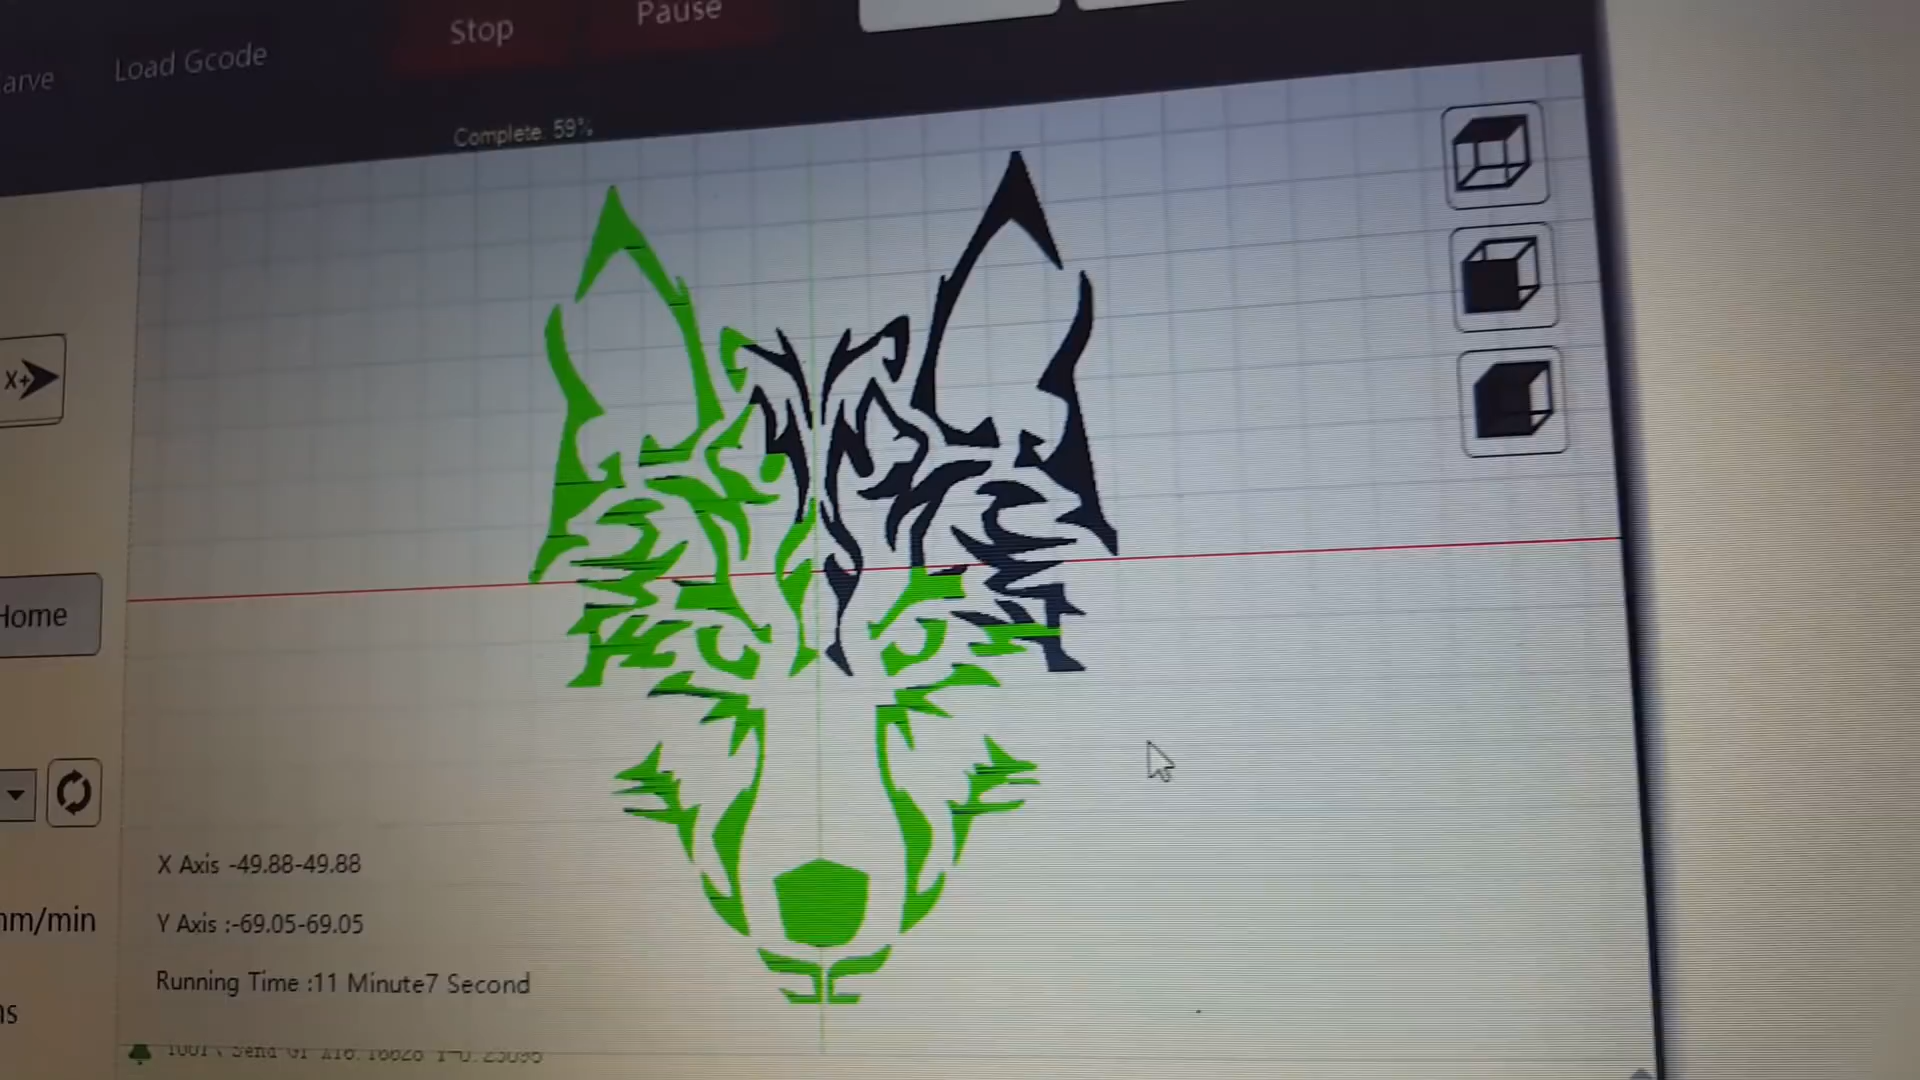 Stop
Pause
arve
Load Gcode
Complete: 59%
X+
Home
X Axis -49.88-49.88
mm/min
Y Axis :-69.05-69.05
Running Time :11 Minute7 Second